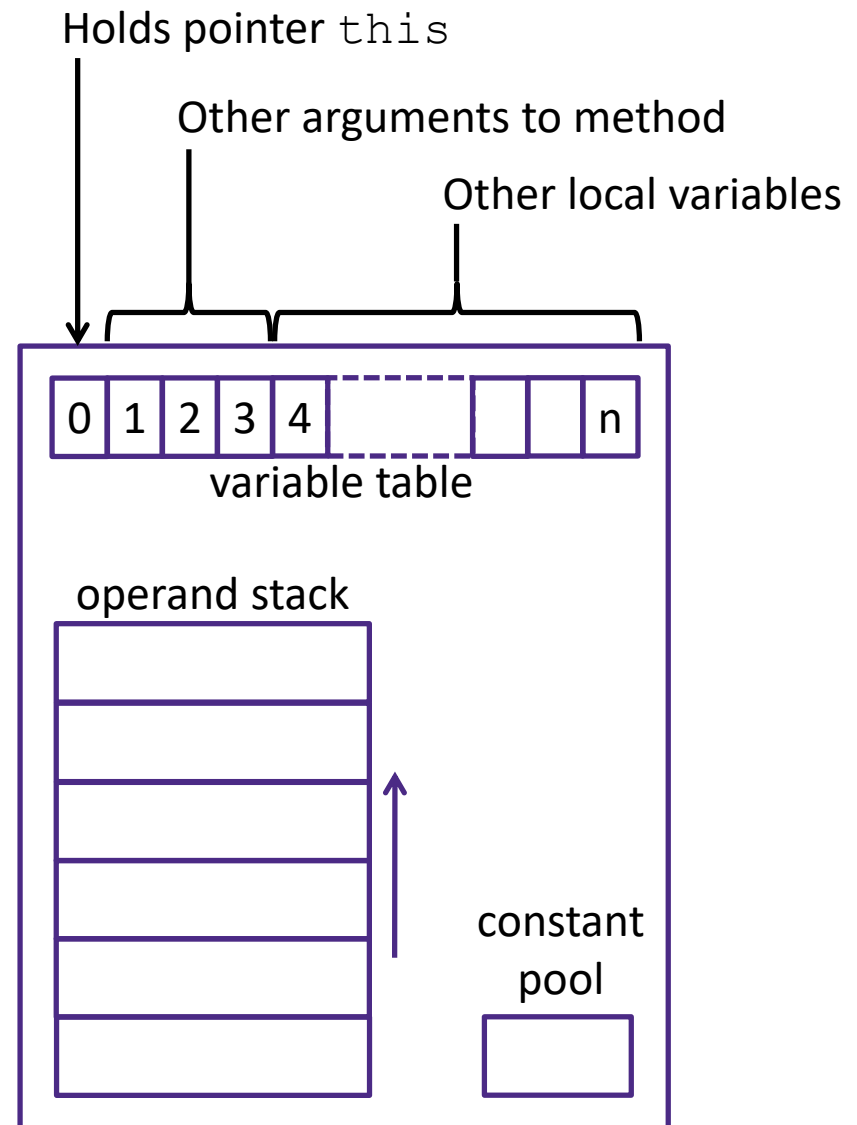 Holds pointer this
Other arguments to method
Other local variables
0 1 2 3 4 n
variable table
operand stack
constant
pool